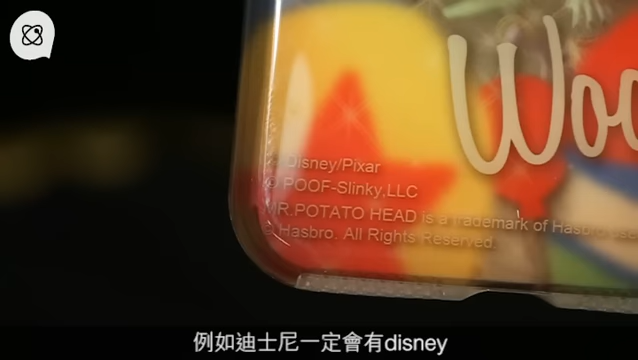 Woo
Disney/Pixar
© POOF-Slinky,LLC
MR.POTATO HEAD is a trademark of Hasbro
© Hasbro. All Rights Reserved.
例如迪士尼一定會有disney